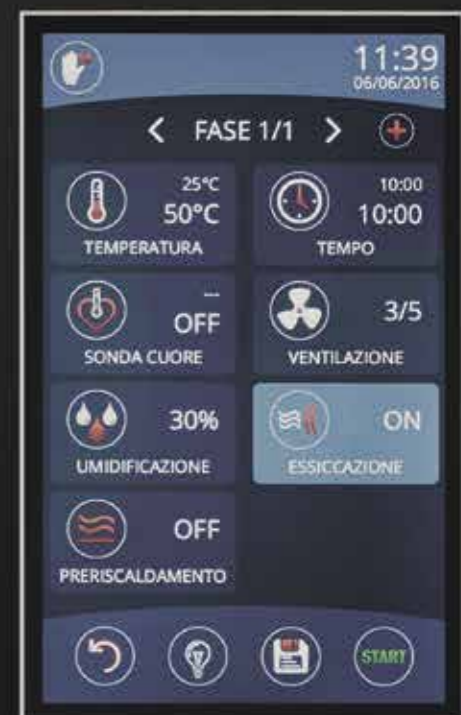 11:39
06/06/2016
FASE 1/1
25°C
50°C
TEMPERATURA
10:00
10:00
TEMPO
--
OFF
SONDA CUORE
3/5
VENTILAZIONE
30%
UMIDIFICAZIONE
ON
ESSICCAZIONE
OFF
PRERISCALDAMENTO
START